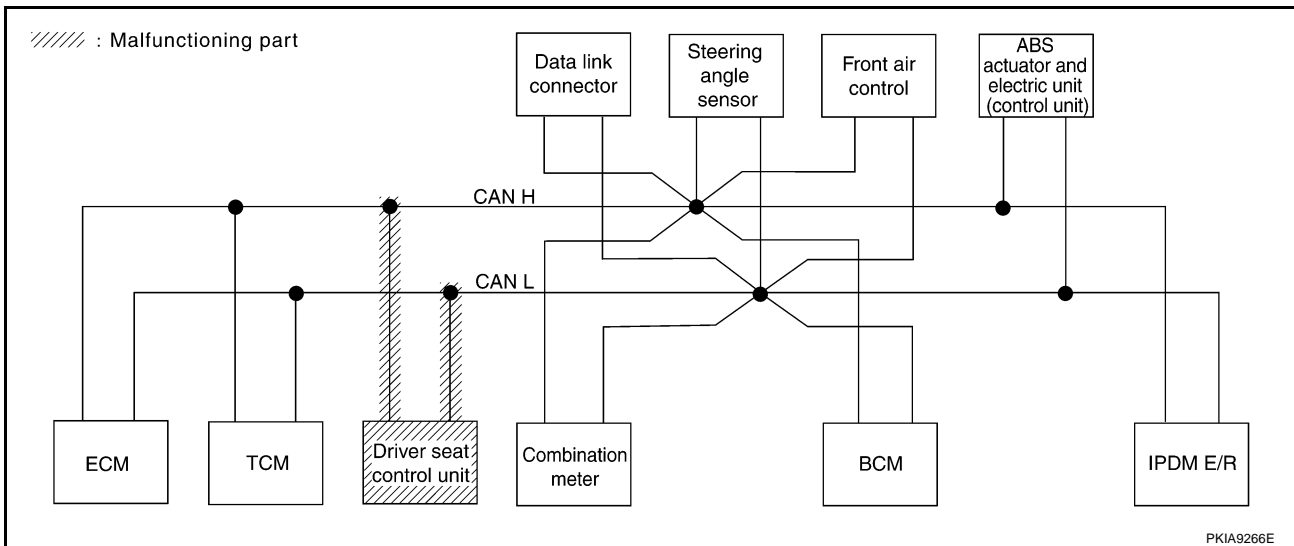 : Malfunctioning part
Data link
connector
Steering
angle
sensor
Front air
control
ABS
actuator and
electric unit
(control unit)
CAN H
CAN L
ECM
TCM
Driver seat
control unit
Combination
meter
BCM
IPDM E/R
PKIA9266E